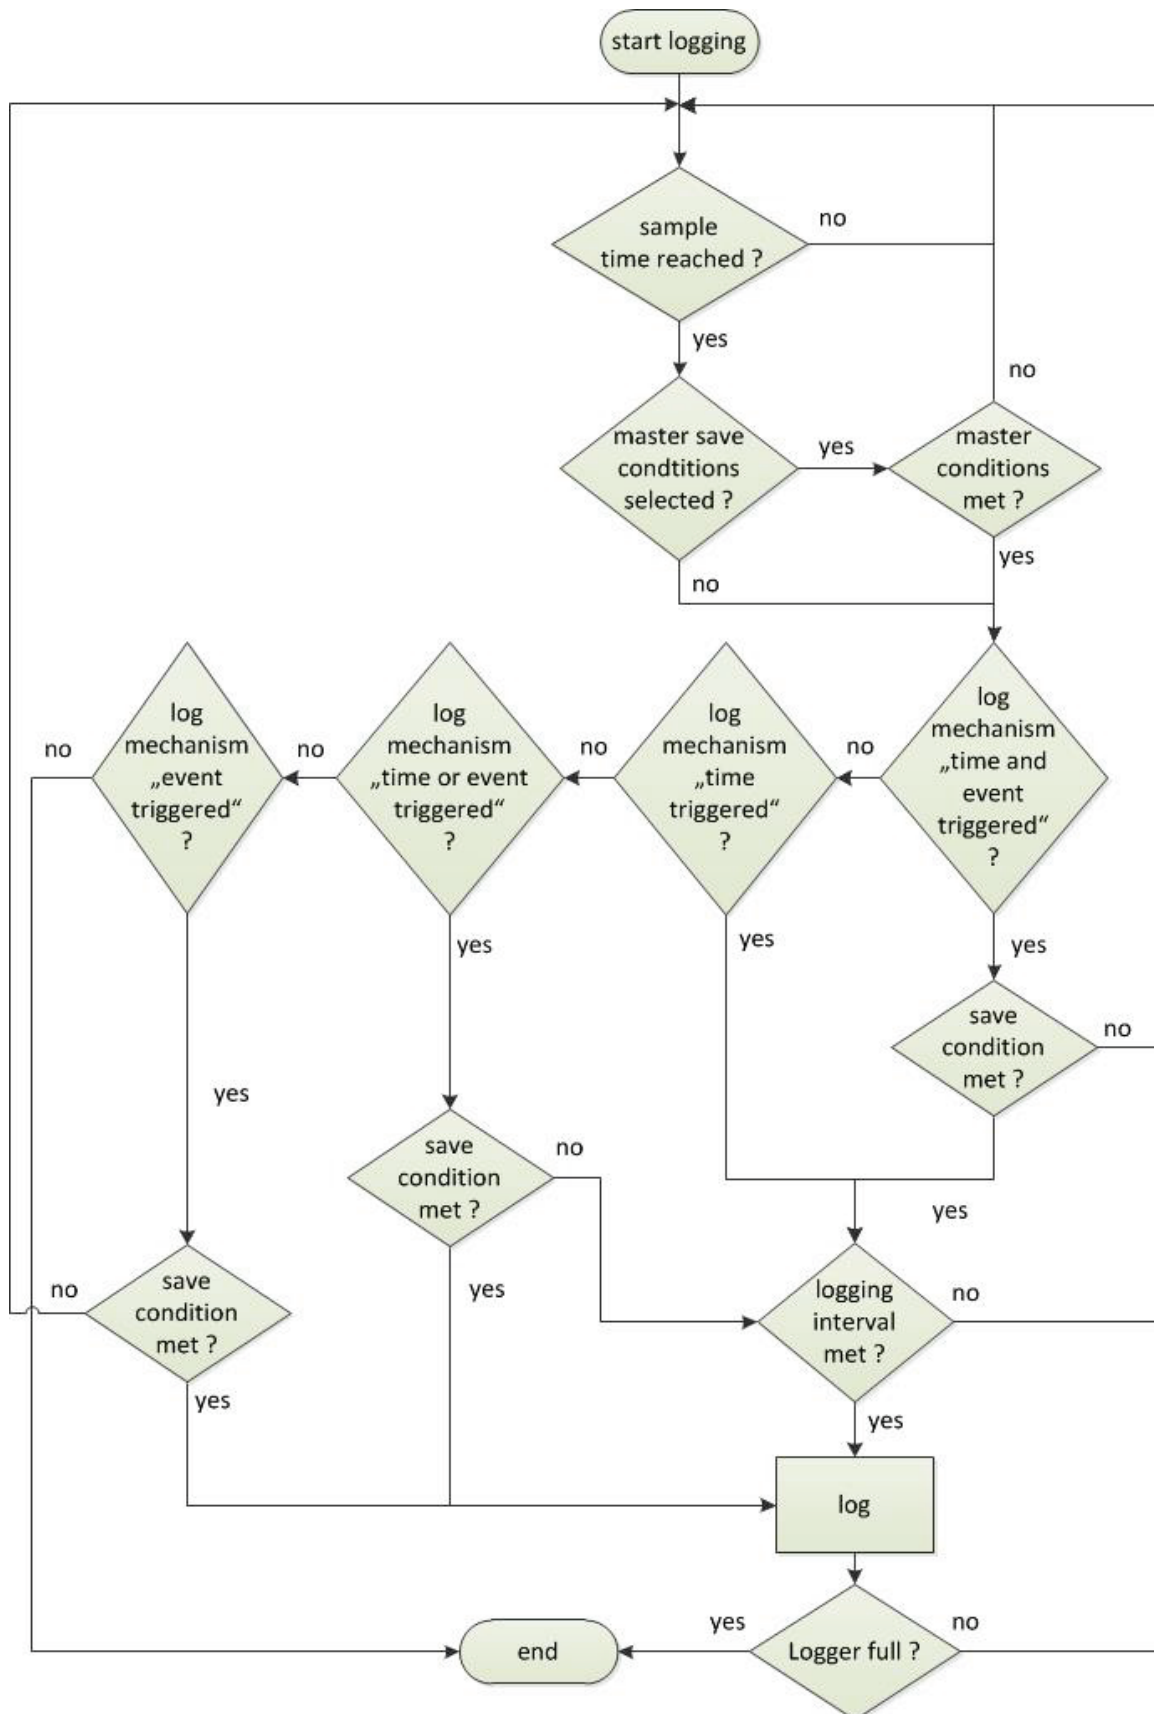 start logging
sample
time reached ?
no
yes
no
master save
condtitions
selected ?
yes
master
conditions
met ?
no
yes
no
log
mechanism
„event
triggered“
?
no
log
mechanism
„time or event
triggered“
?
no
log
mechanism
„time
triggered“
?
no
log
mechanism
„time and
event
triggered“
?
yes
yes
yes
save
condition
met ?
no
yes
save
condition
met ?
no
yes
no
save
condition
met ?
yes
yes
logging
interval
met ?
no
yes
log
yes
no
end
Logger full ?